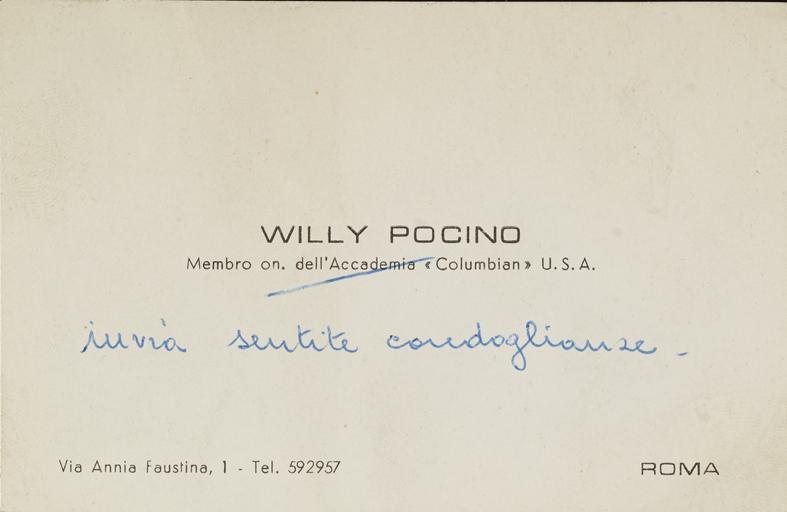 WILLY POCINO
Membro on. dell'Accademia «Columbian» U.S.A.
invia sentite condoglianze -
Via Annia Faustina, 1 - Tel. 592957
ROMA